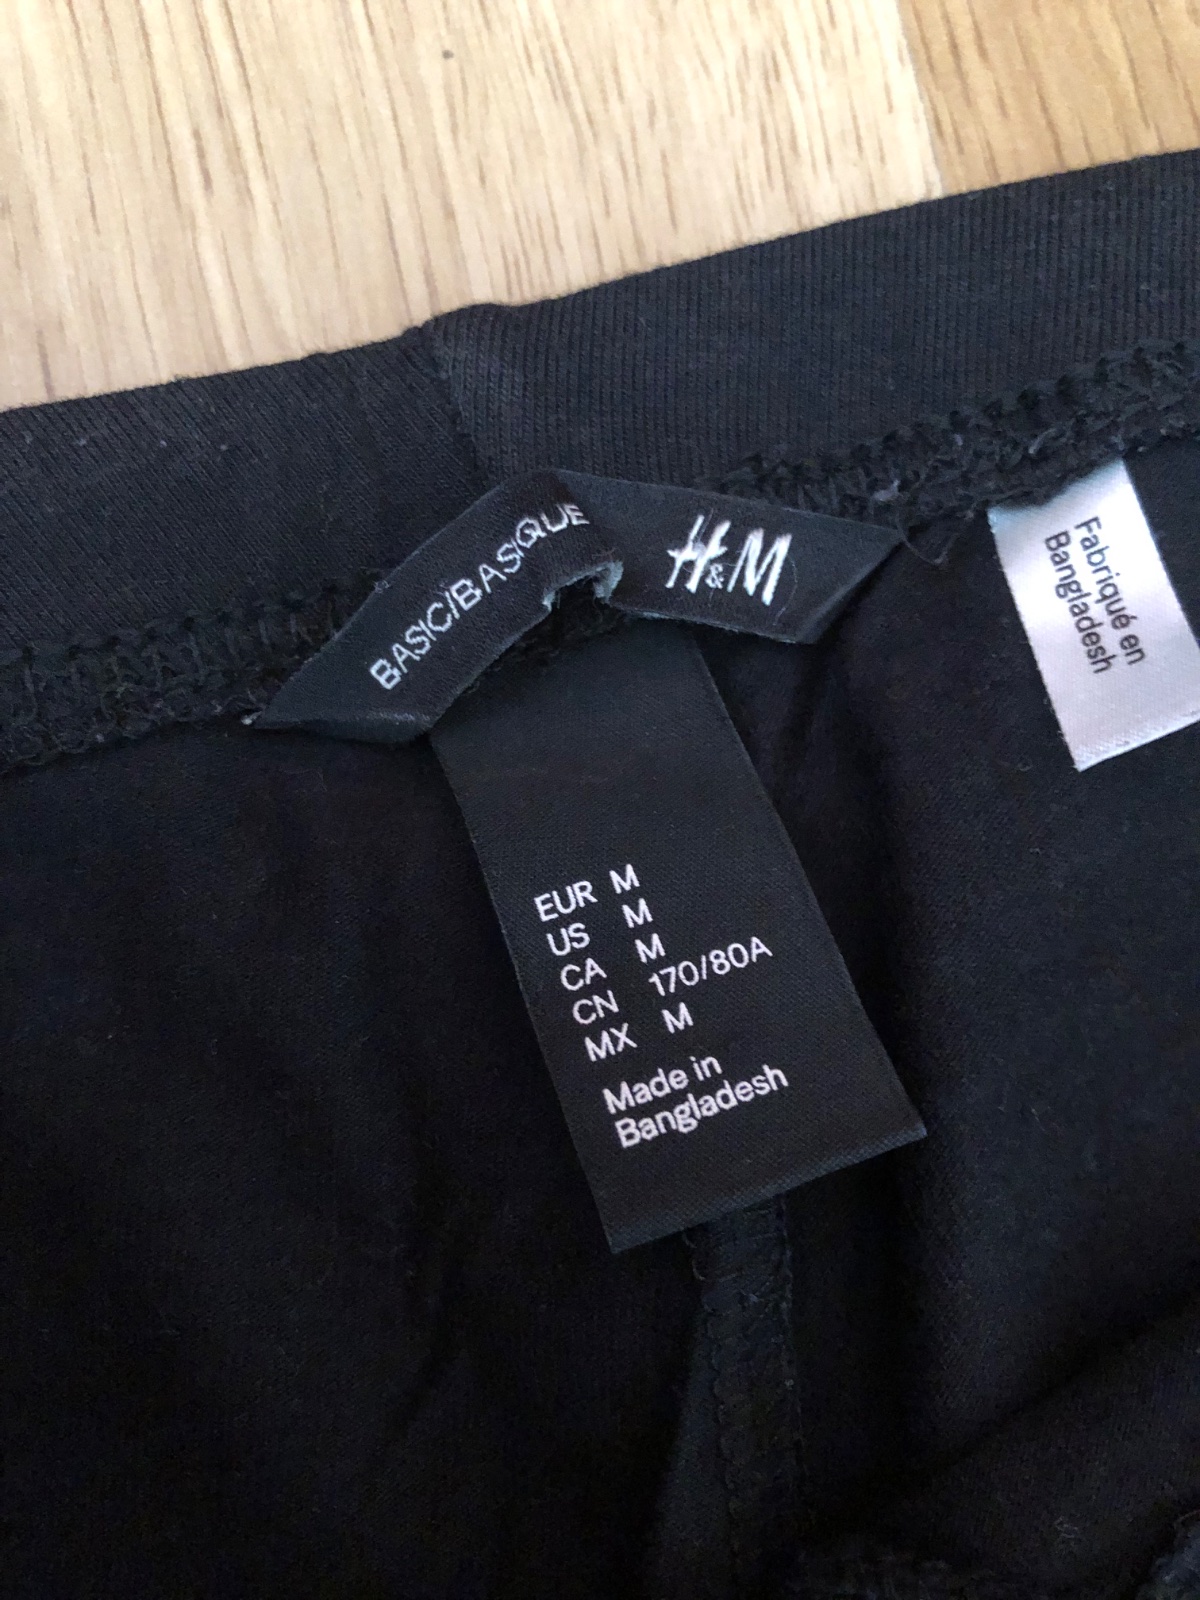 BASIC/BASIQUE
H&M
Fabriqué en
Bangladesh
EUR M
US M
CA M
CN 170/80A
MX M
Made in
Bangladesh